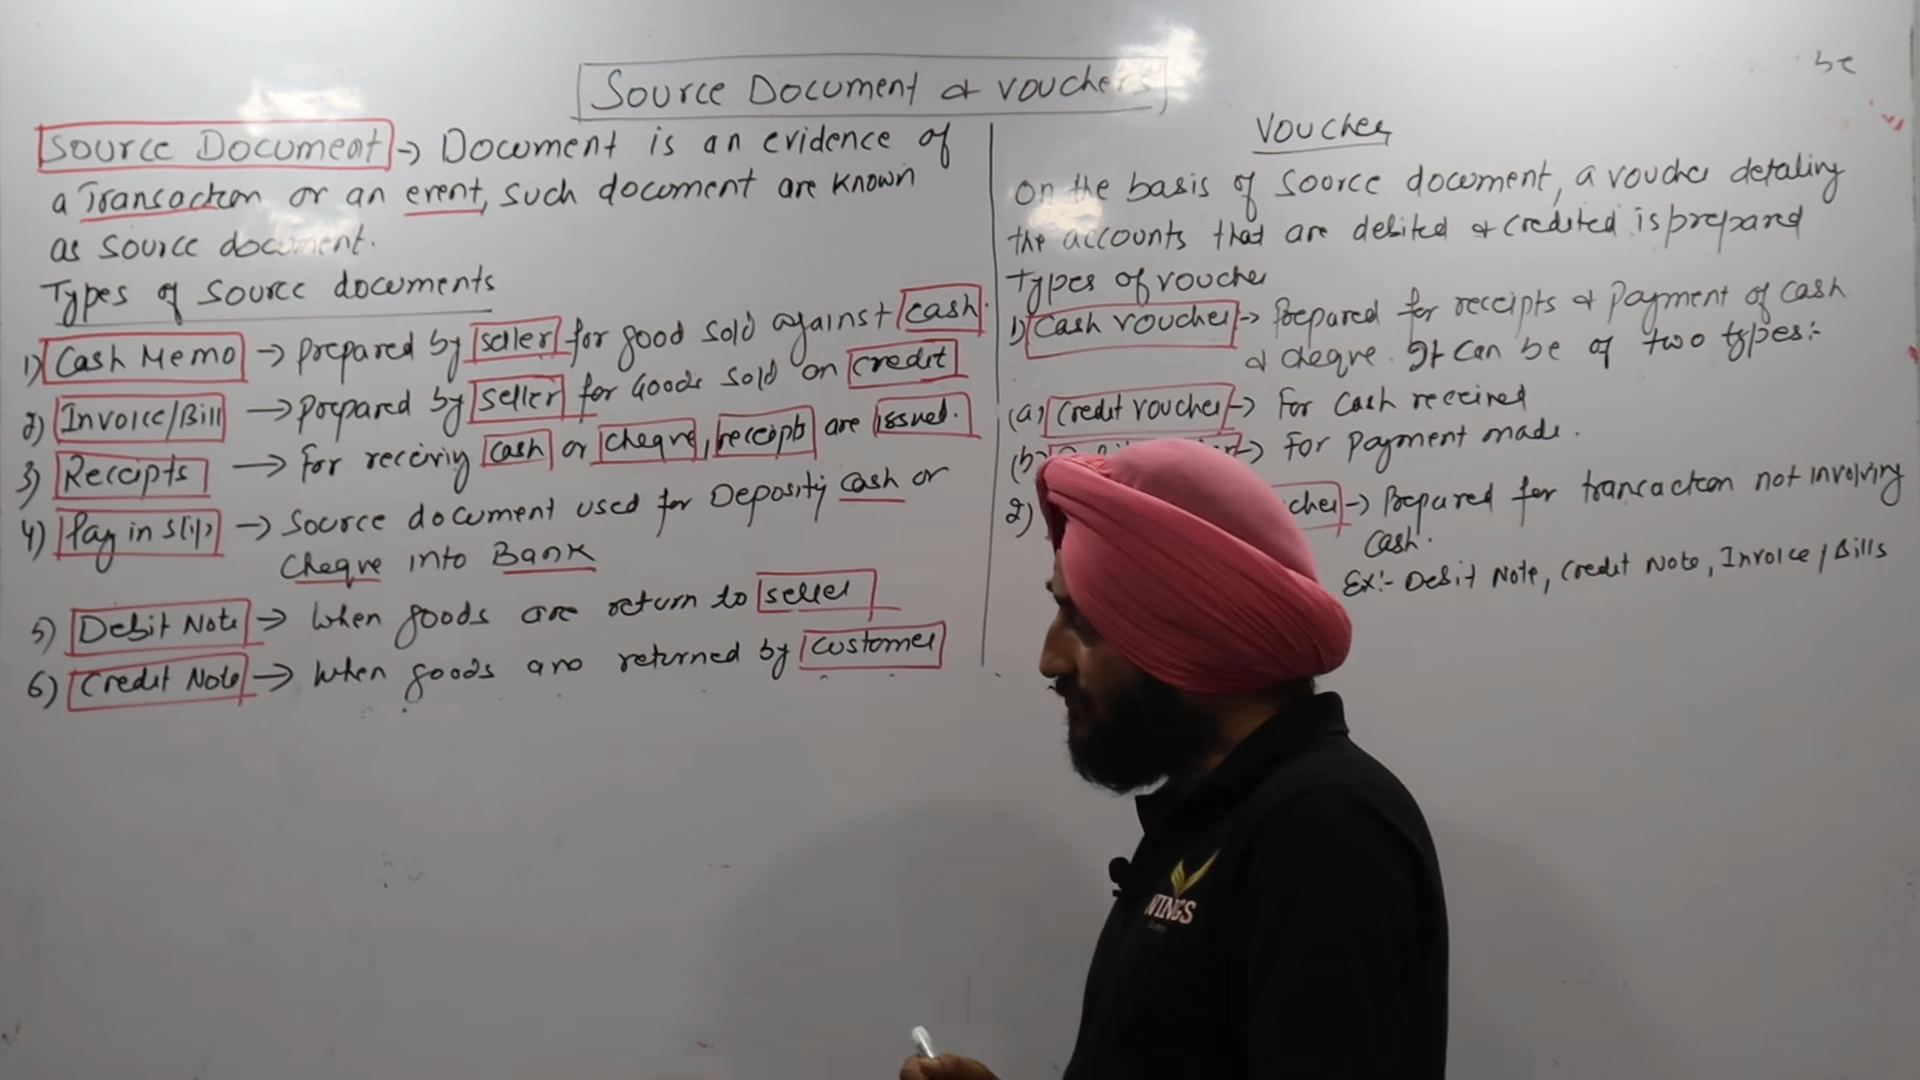 Source Document & Vouchers
Source Document → Document is an evidence of
a Transaction or an event, such document are known
as source document.
Types of source documents
1) Cash Memo → prepared by seller for good sold against cash.
2) Invoice/Bill → prepared by seller for Goods sold on credit
3) Receipts → for receiving cash or cheque, receipts are issued.
4) Pay in slip → Source document used for Depositing cash or
cheque into Bank
5) Debit Note → When goods are return to seller
6) Credit Note → When goods are returned by customer
Voucher
On the basis of source document, a voucher detailing
the accounts that are debited & credited is prepared
Types of voucher
1) Cash voucher → Prepared for receipts & Payment of cash
& cheque. It can be of two types:-
(a) Credit voucher → For cash received
(b) → For payment made.
2) cher → Prepared for transaction not involving
cash.
Ex:- Debit Note, Credit Note, Invoice / Bills
be
WINGS